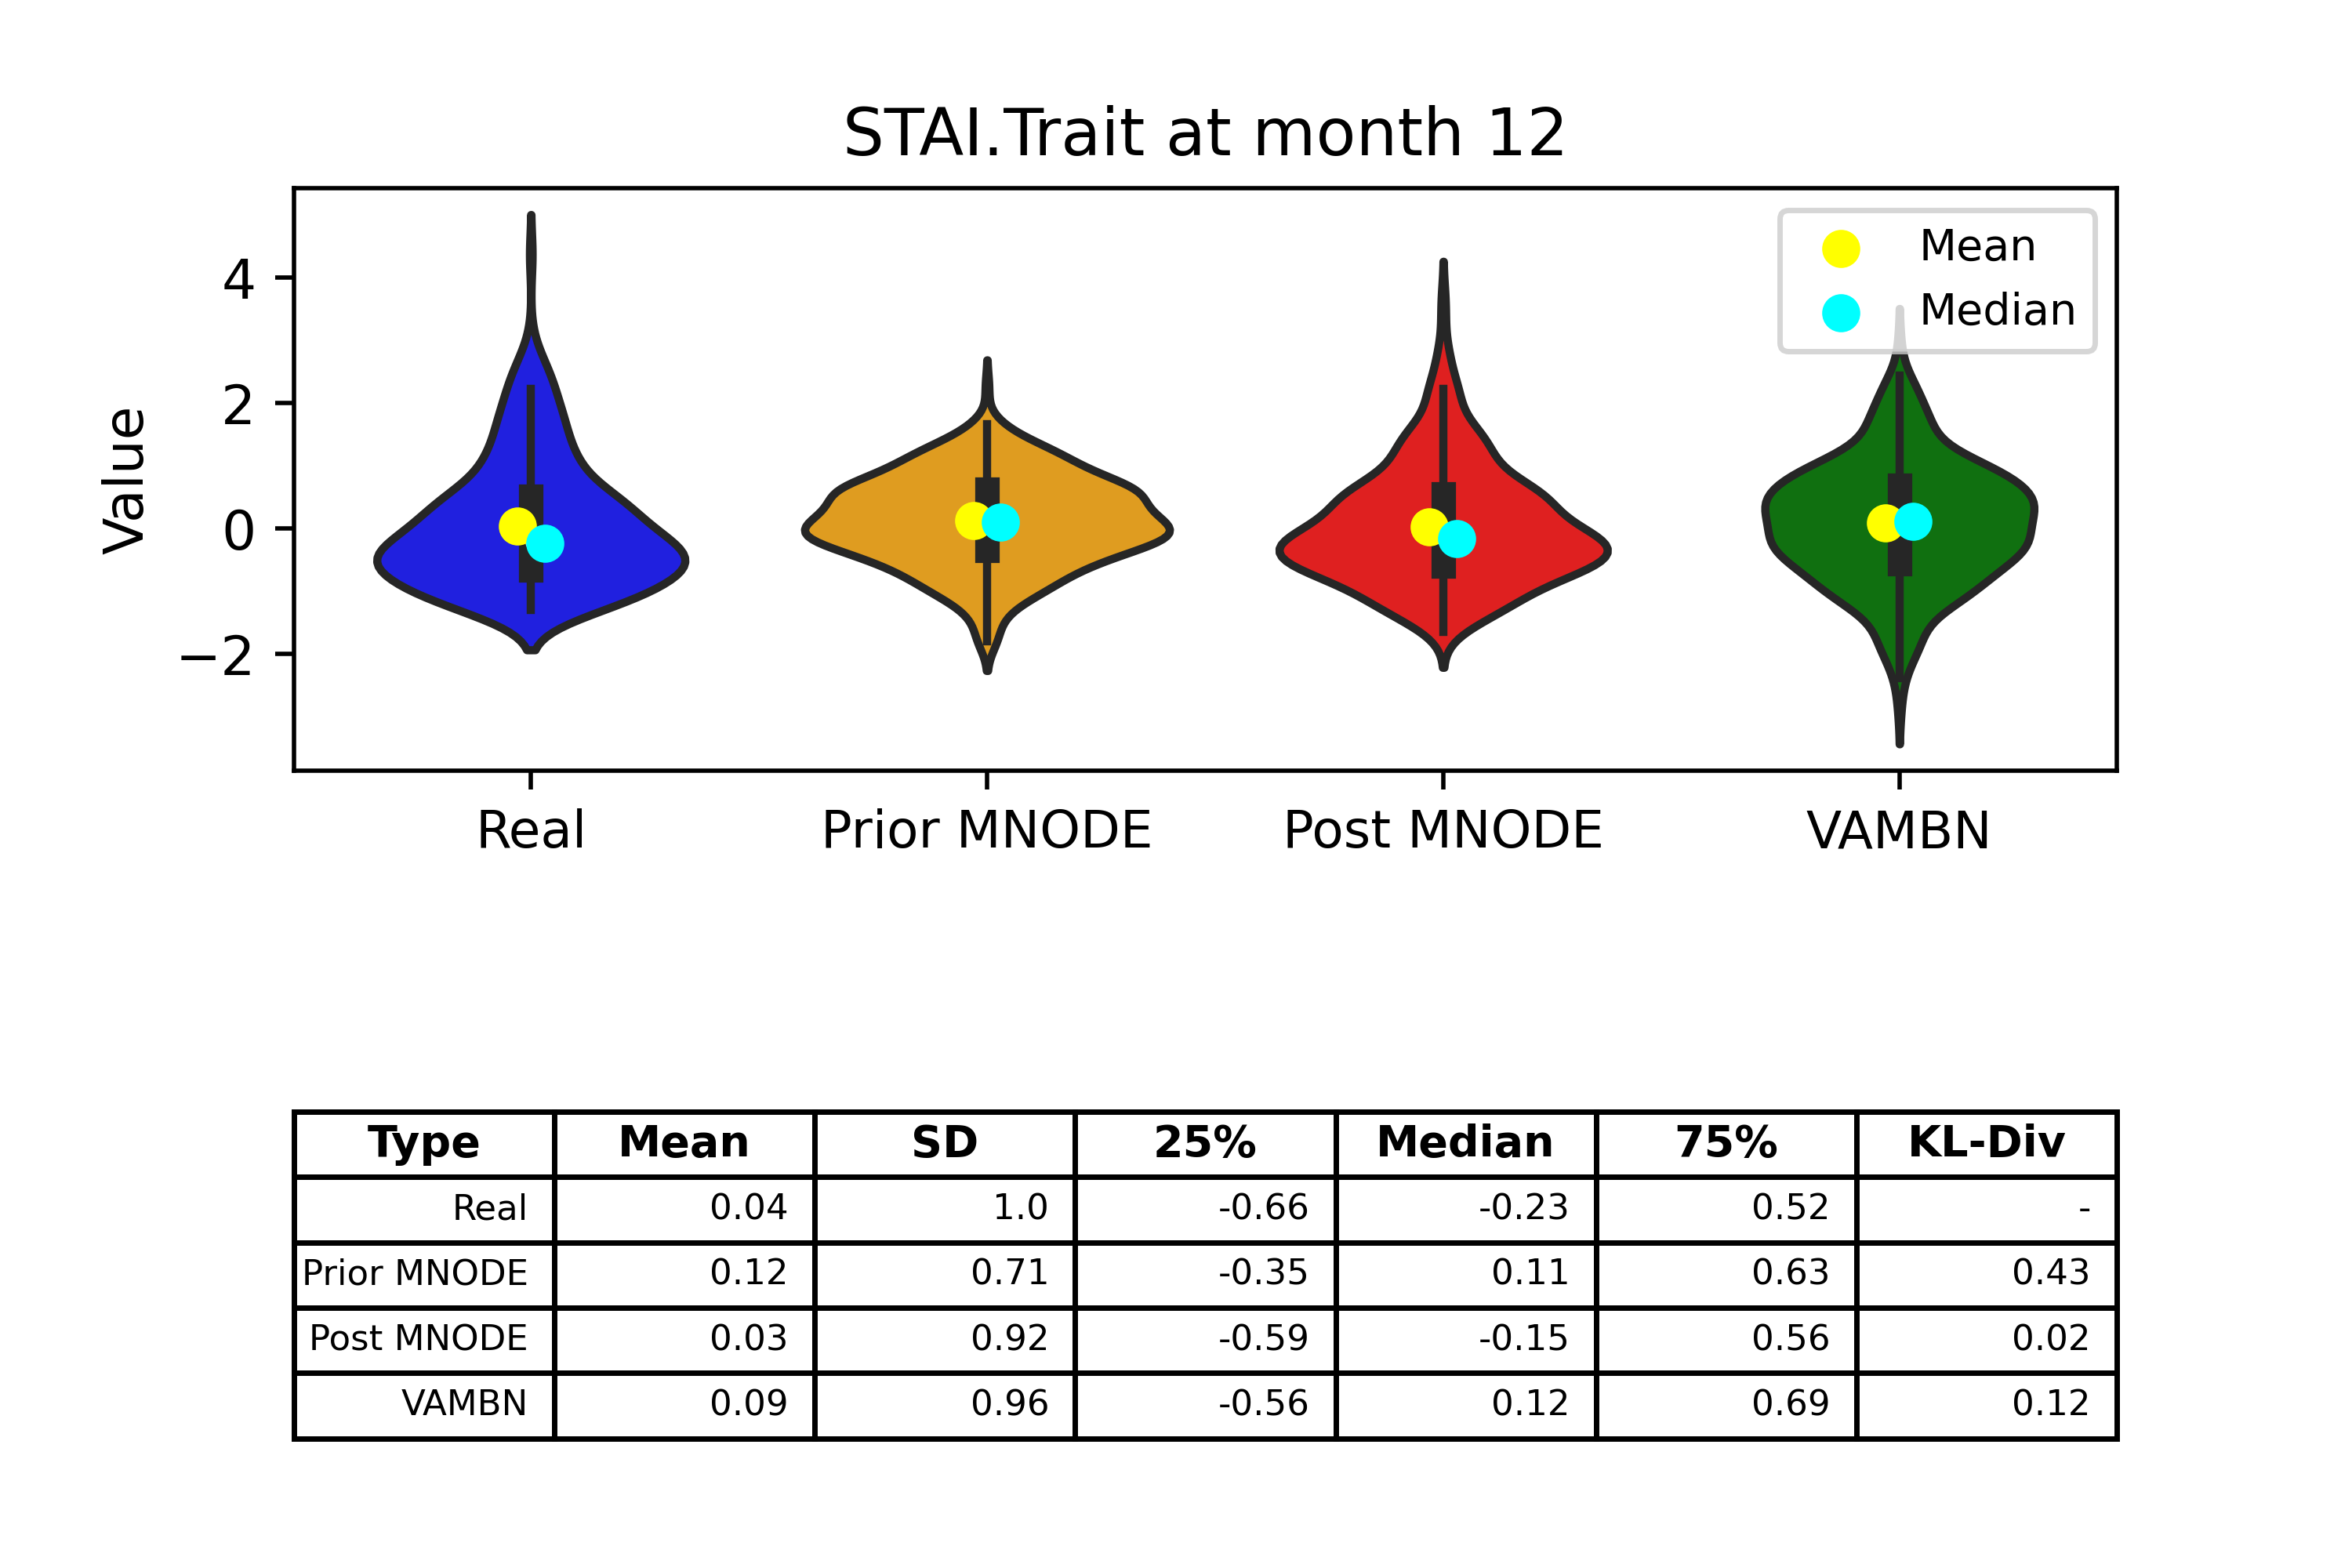 STAI.Trait at month 12
Mean
Median
4
2
0
−2
Value
Real Prior MNODE Post MNODE VAMBN
Type Mean SD 25% Median 75% KL-Div
Real 0.04 1.0 -0.66 -0.23 0.52 -
Prior MNODE 0.12 0.71 -0.35 0.11 0.63 0.43
Post MNODE 0.03 0.92 -0.59 -0.15 0.56 0.02
VAMBN 0.09 0.96 -0.56 0.12 0.69 0.12